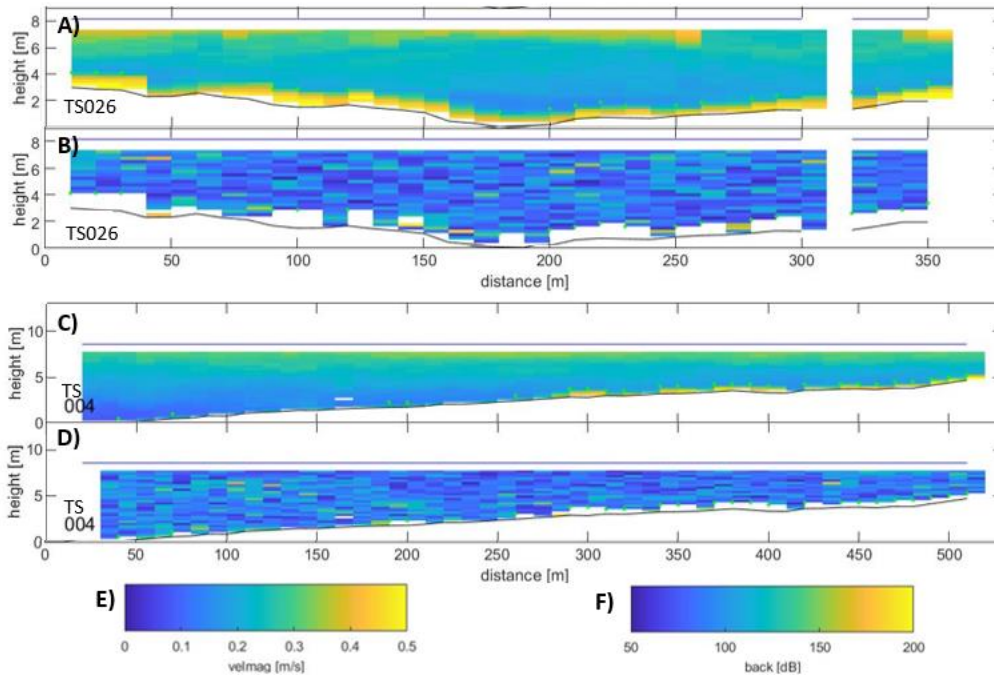 A)
8
6
4
2
height [m]
TS026
B)
8
6
4
2
0
height [m]
TS026
0 50 100 150 200 250 300 350
distance [m]
C)
10
5
0
height [m]
TS
004
D)
10
5
0
height [m]
TS
004
0 50 100 150 200 250 300 350 400 450 500
distance [m]
E)
0 0.1 0.2 0.3 0.4 0.5
velmag [m/s]
F)
50 100 150 200
back [dB]